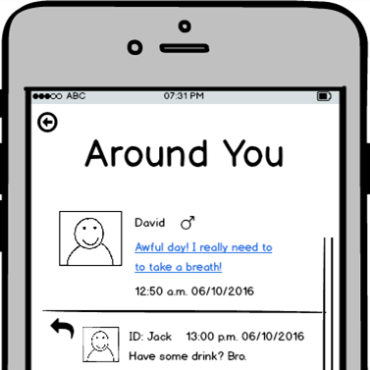 ABC 07:31 PM
Around You
David
Awful day! I really need to
to take a breath!
12:50 a.m. 06/10/2016
ID: Jack 13:00 p.m. 06/10/2016
Have some drink? Bro.